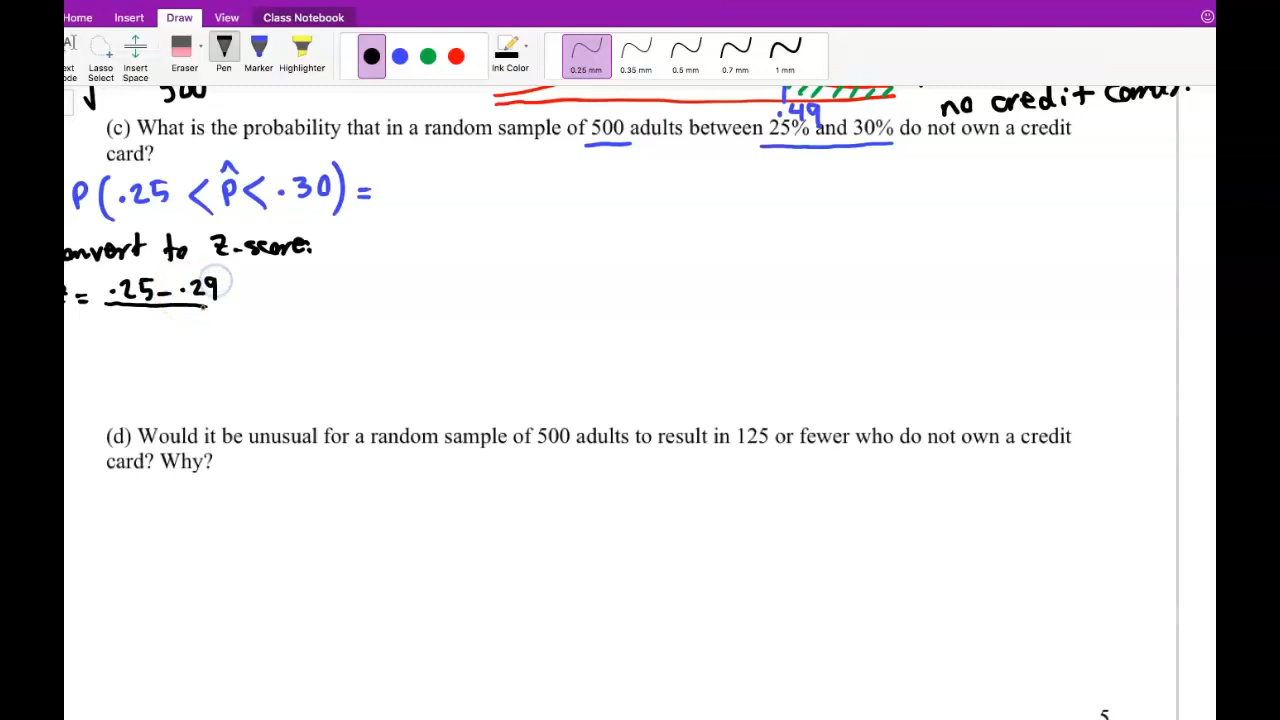 Home Insert Draw View Class Notebook
Lasso Select
Insert Space
Eraser
Pen
Marker
Highlighter
Ink Color
0.25 mm
0.35 mm
0.5 mm
0.7 mm
1 mm
500
.49
no credit
(c) What is the probability that in a random sample of 500 adults between 25% and 30% do not own a credit
card?
P(.25 < p̂ < .30) =
onvert to Z-score:
= .25 - .29
(d) Would it be unusual for a random sample of 500 adults to result in 125 or fewer who do not own a credit
card? Why?
5